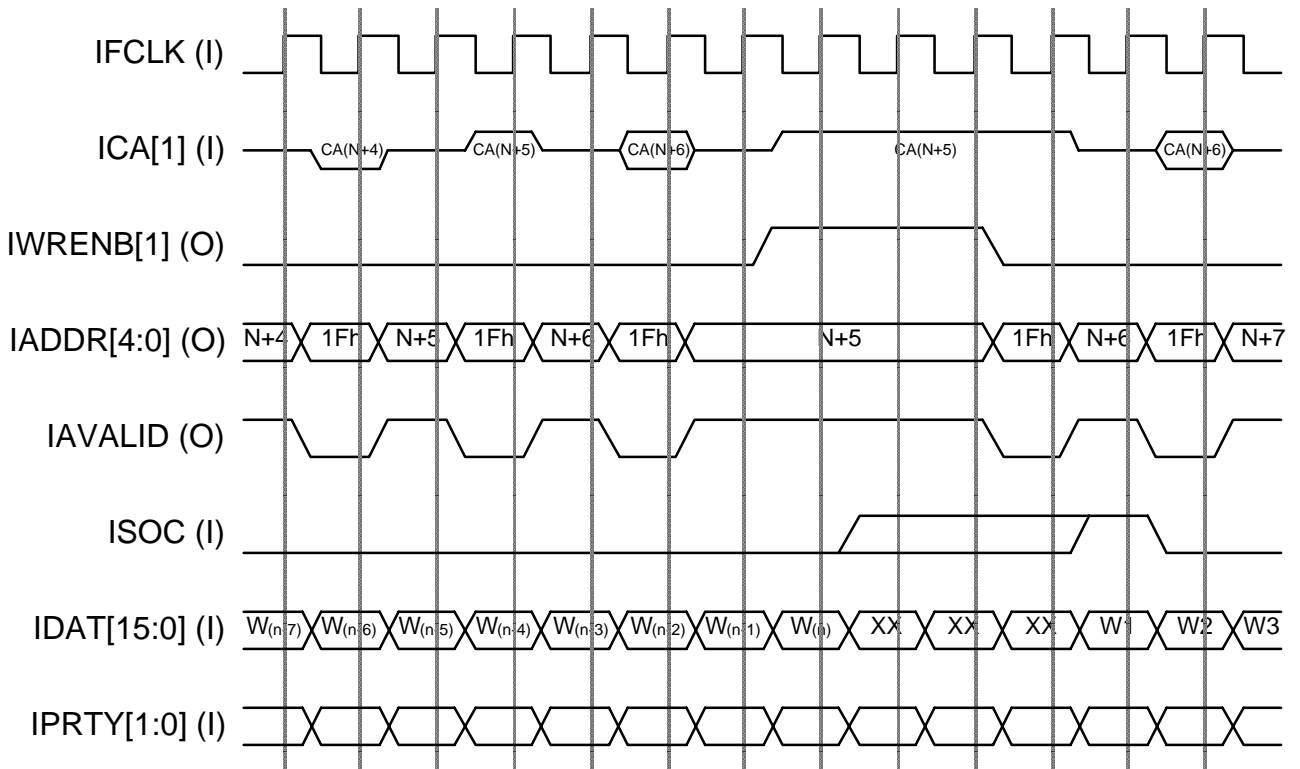 IFCLK (I)
ICA[1] (I) CA(N+4) CA(N+5) CA(N+6) CA(N+5) CA(N+6)
IWRENB[1] (O)
IADDR[4:0] (O) N+4 1Fh N+5 1Fh N+6 1Fh N+5 1Fh N+6 1Fh N+7
IAVALID (O)
ISOC (I)
IDAT[15:0] (I) W(n-7) W(n-6) W(n-5) W(n-4) W(n-3) W(n-2) W(n-1) W(n) XX XX XX W1 W2 W3
IPRTY[1:0] (I)